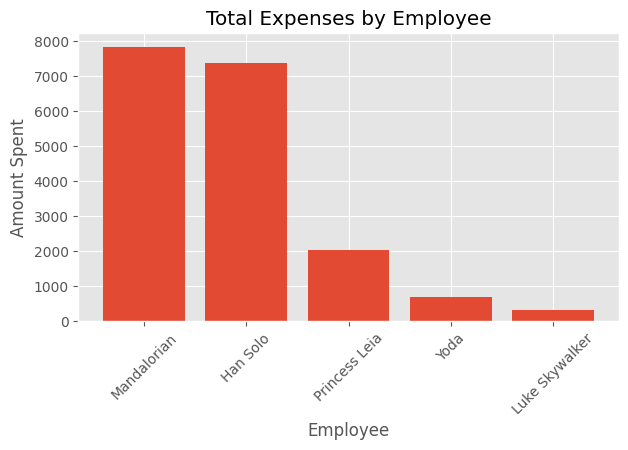 Total Expenses by Employee
8000
7000
6000
5000
4000
3000
2000
1000
0
Amount Spent
Mandalorian
Han Solo
Princess Leia
Yoda
Luke Skywalker
Employee